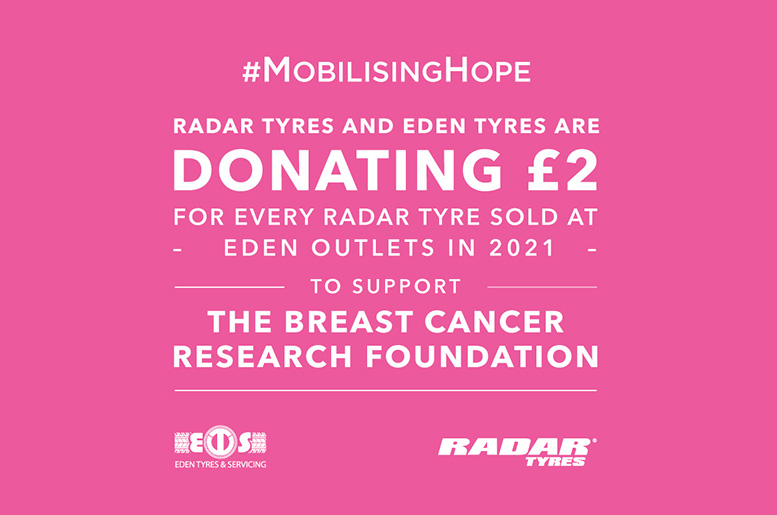 #MOBILISINGHOPE
RADAR TYRES AND EDEN TYRES ARE
DONATING £2
FOR EVERY RADAR TYRE SOLD AT
- EDEN OUTLETS IN 2021 -
TO SUPPORT
THE BREAST CANCER
RESEARCH FOUNDATION
ETS
EDEN TYRES & SERVICING
RADAR®
TYRES